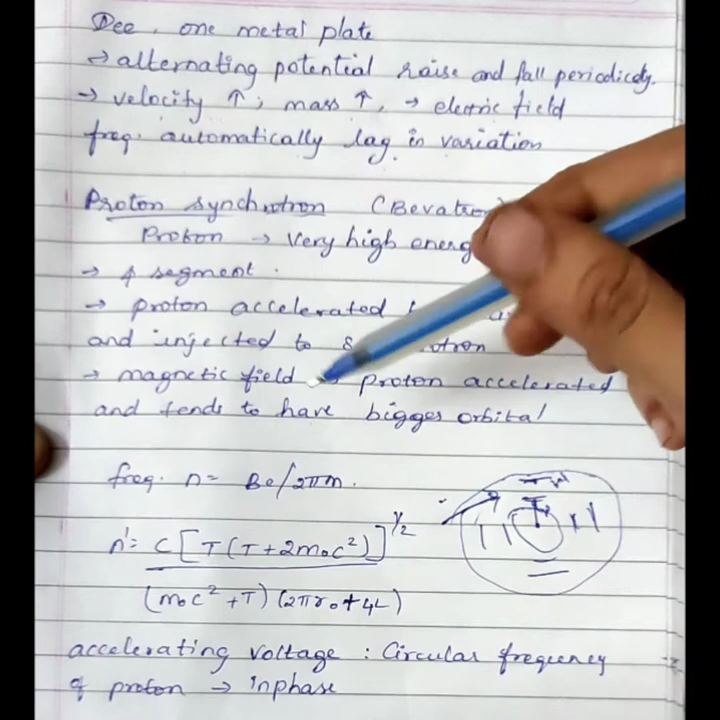 Dee, one metal plate
→ alternating potential raise and fall periodicaly.
→ velocity ↑; mass ↑, → electric field
freq. automatically lag in variation
Proton synchrotron (Bevatron)
Proton → very high energ
→ 4 segment.
→ proton accelerated
and injected to
→ magnetic field proton accelerated
and tends to have bigger orbital
freq. n = Be/2πm.
n' = C[T(T+2m₀c²)]^1/2
(m₀c²+T)(2πr₀+4L)
accelerating voltage : Circular frequency
of proton → inphase